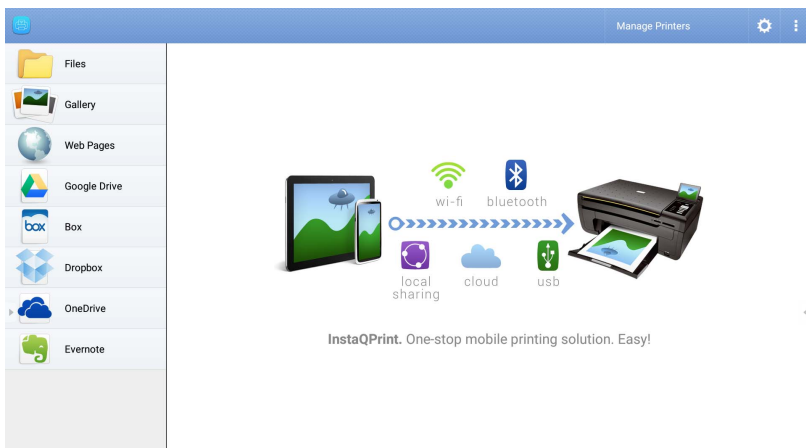 Manage Printers
Files
Gallery
Web Pages
Google Drive
box
Box
Dropbox
OneDrive
Evernote
wi-fi
bluetooth
local
sharing
cloud
usb
InstaQPrint. One-stop mobile printing solution. Easy!